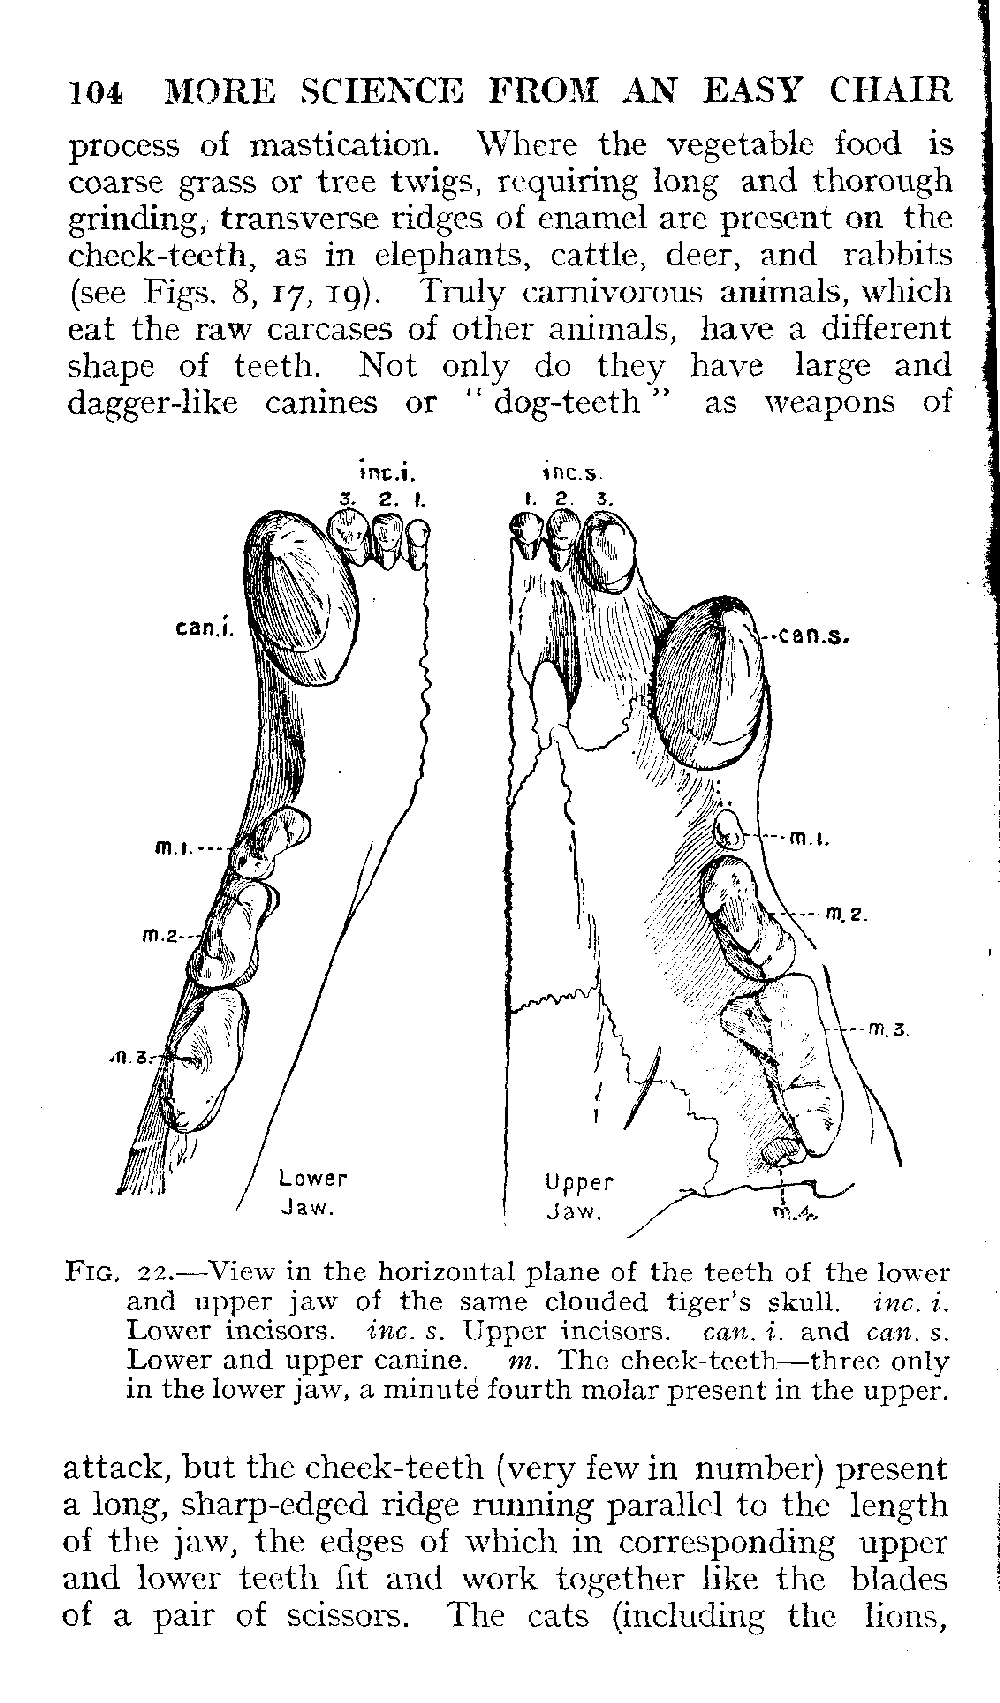 104 MORE SCIENCE FROM AN EASY CHAIR
process of mastication. Where the vegetable food is
coarse grass or tree twigs, requiring long and thorough
grinding, transverse ridges of enamel are present on the
cheek-teeth, as in elephants, cattle, deer, and rabbits
(see Figs. 8, 17, 19). Truly carnivorous animals, which
eat the raw carcases of other animals, have a different
shape of teeth. Not only do they have large and
dagger-like canines or "dog-teeth" as weapons of
inc.i. inc.s.
3. 2. 1. 1. 2. 3.
can.i. can.s.
m.1. m.1.
m.2 m.2.
m.3. m.3.
Lower Upper
Jaw. Jaw. m.4.
FIG. 22.—View in the horizontal plane of the teeth of the lower
and upper jaw of the same clouded tiger's skull. inc. i.
Lower incisors. inc. s. Upper incisors. can. i. and can. s.
Lower and upper canine. m. The cheek-teeth—three only
in the lower jaw, a minute fourth molar present in the upper.
attack, but the cheek-teeth (very few in number) present
a long, sharp-edged ridge running parallel to the length
of the jaw, the edges of which in corresponding upper
and lower teeth fit and work together like the blades
of a pair of scissors. The cats (including the lions,